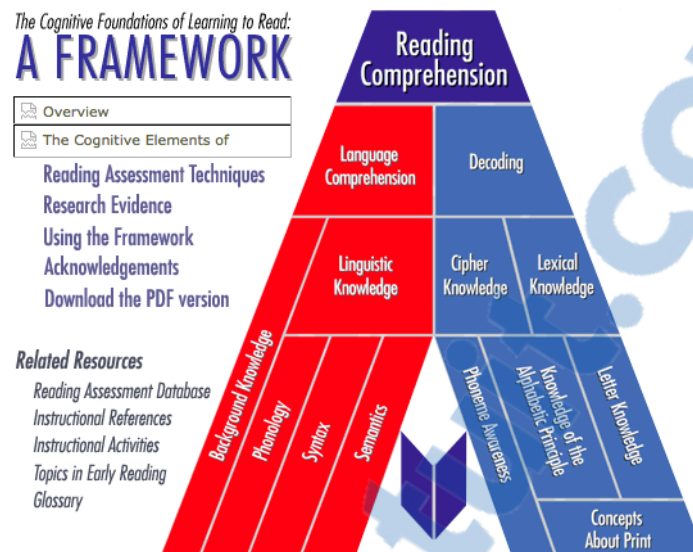 The Cognitive Foundations of Learning to Read:
A FRAMEWORK
Overview
The Cognitive Elements of
Reading Assessment Techniques
Research Evidence
Using the Framework
Acknowledgements
Download the PDF version
Related Resources
Reading Assessment Database
Instructional References
Instructional Activities
Topics in Early Reading
Glossary
Reading
Comprehension
Language
Comprehension
Decoding
Linguistic
Knowledge
Cipher
Knowledge
Lexical
Knowledge
Background Knowledge
Phonology
Syntax
Semantics
Phoneme Awareness
Knowledge of the
Alphabetic Principle
Letter Knowledge
Concepts
About Print